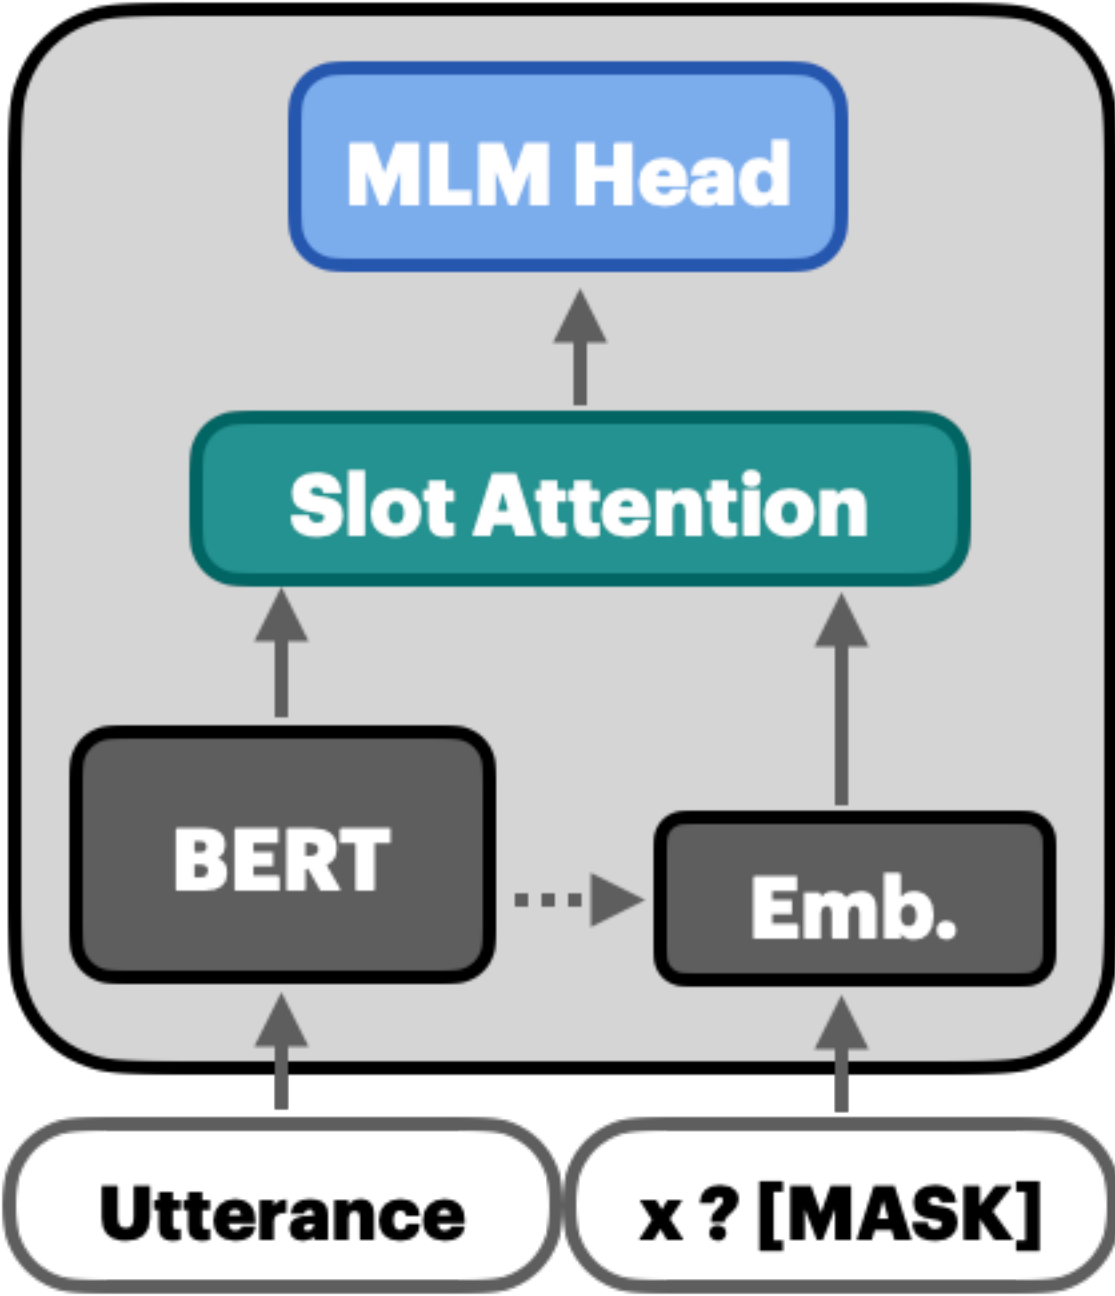 MLM Head
Slot Attention
BERT
Emb.
Utterance
x ? [MASK]